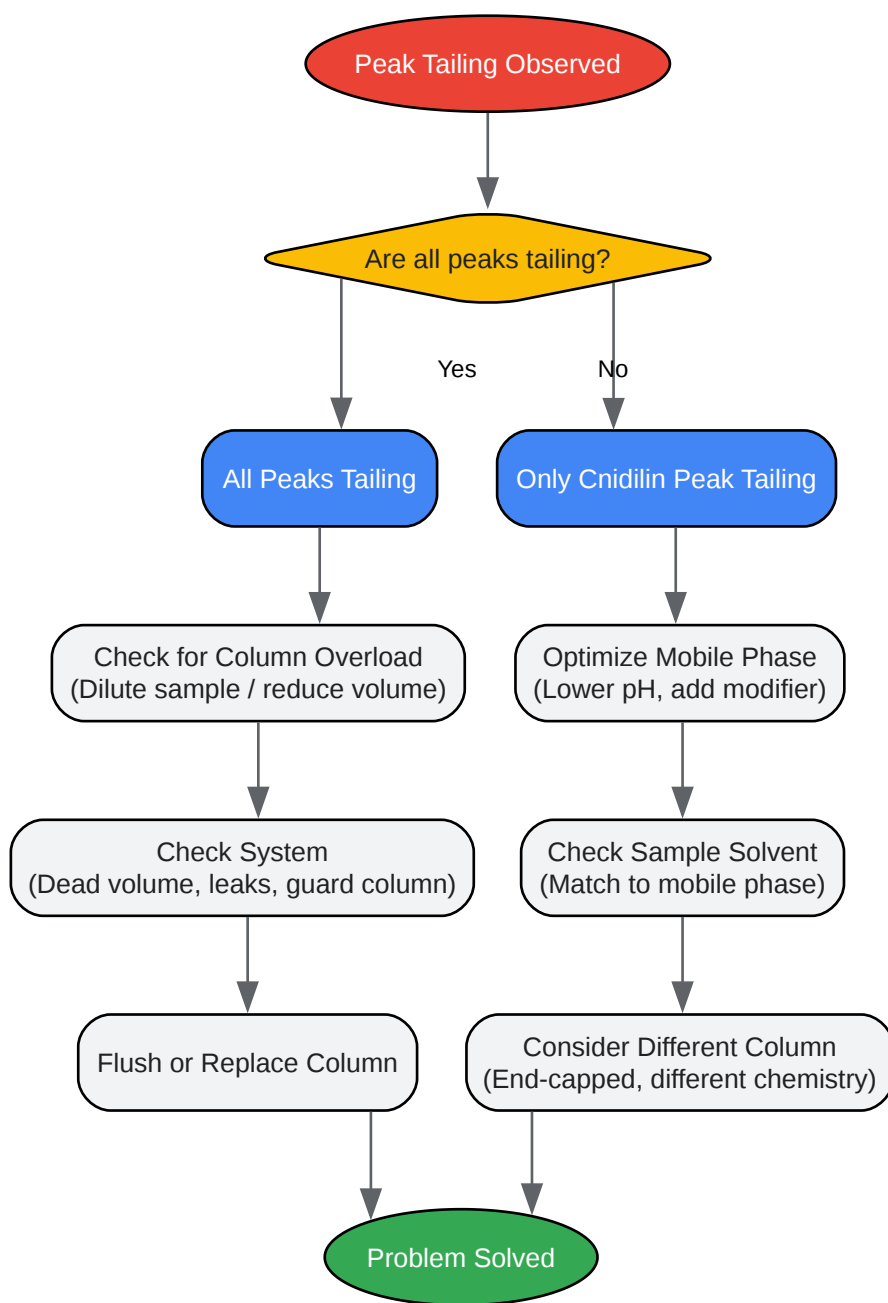 Peak Tailing Observed
Are all peaks tailing?
Yes
No
All Peaks Tailing
Only Cnidilin Peak Tailing
Check for Column Overload
(Dilute sample / reduce volume)
Optimize Mobile Phase
(Lower pH, add modifier)
Check System
(Dead volume, leaks, guard column)
Check Sample Solvent
(Match to mobile phase)
Flush or Replace Column
Consider Different Column
(End-capped, different chemistry)
Problem Solved